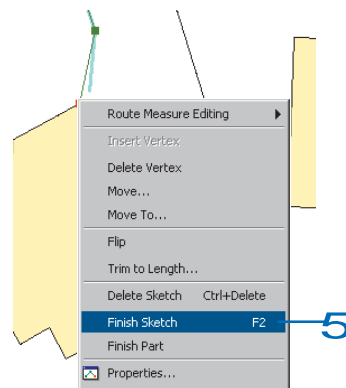 Route Measure Editing
Insert Vertex
Delete Vertex
Move...
Move To...
Flip
Trim to Length...
Delete Sketch Ctrl+Delete
Finish Sketch F2 5
Finish Part
Properties...